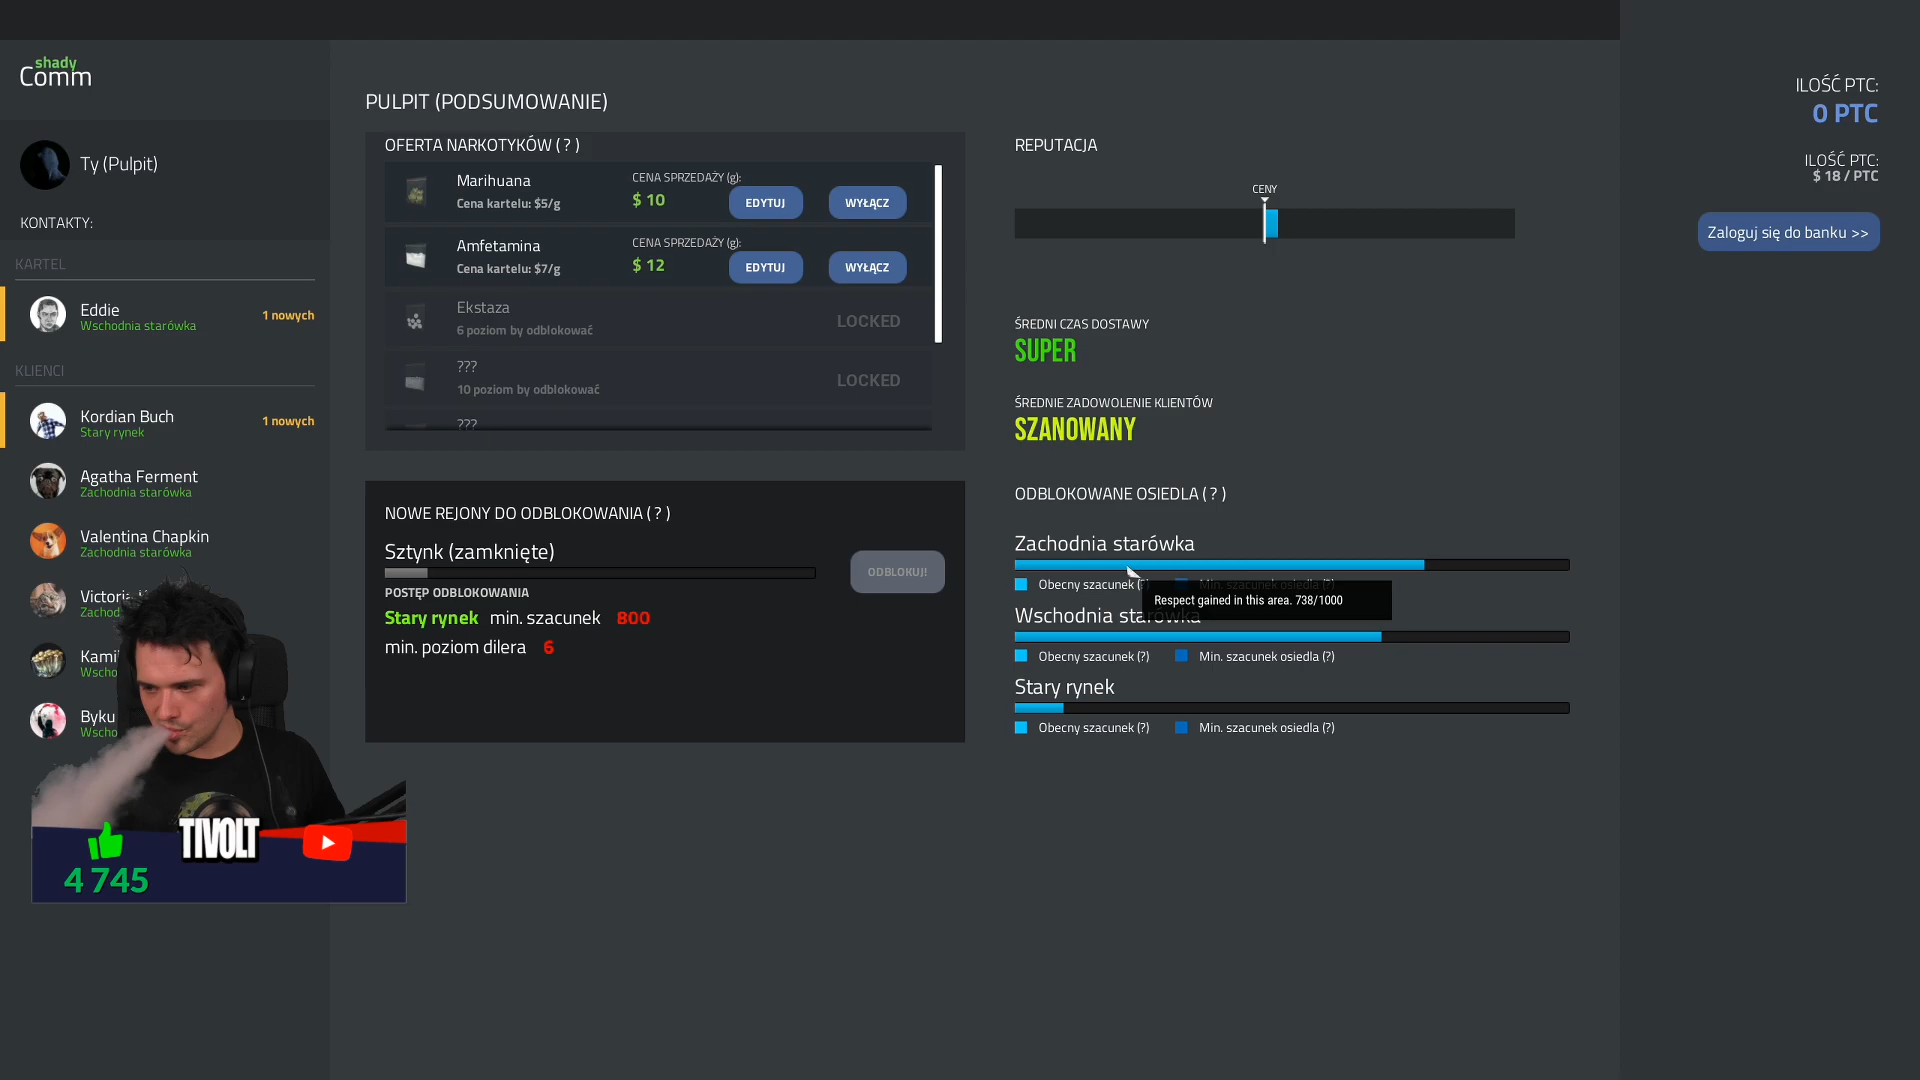 shady
Comm
Ty (Pulpit)
KONTAKTY:
KARTEL
Eddie
Wschodnia starówka
1 nowych
KLIENCI
Kordian Buch
Stary rynek
1 nowych
Agatha Ferment
Zachodnia starówka
Valentina Chapkin
Zachodnia starówka
Victoria
Zachod
Kami
Wscho
Byku
Wscho
TIVOLT
4 745
PULPIT (PODSUMOWANIE)
OFERTA NARKOTYKÓW ( ? )
Marihuana
Cena kartelu: $5/g
CENA SPRZEDAŻY (g):
$ 10
EDYTUJ
WYŁĄCZ
Amfetamina
Cena kartelu: $7/g
CENA SPRZEDAŻY (g):
$ 12
EDYTUJ
WYŁĄCZ
Ekstaza
6 poziom by odblokować
LOCKED
???
10 poziom by odblokować
LOCKED
???
NOWE REJONY DO ODBLOKOWANIA ( ? )
Sztynk (zamknięte)
ODBLOKUJ!
POSTĘP ODBLOKOWANIA
Stary rynek min. szacunek 800
min. poziom dilera 6
REPUTACJA
CENY
ŚREDNI CZAS DOSTAWY
SUPER
ŚREDNIE ZADOWOLENIE KLIENTÓW
SZANOWANY
ODBLOKOWANE OSIEDLA ( ? )
Zachodnia starówka
Obecny szacunek (?) Min. szacunek osiedla (?)
Respect gained in this area. 738/1000
Wschodnia starówka
Obecny szacunek (?) Min. szacunek osiedla (?)
Stary rynek
Obecny szacunek (?) Min. szacunek osiedla (?)
ILOŚĆ PTC:
0 PTC
ILOŚĆ PTC:
$ 18 / PTC
Zaloguj się do banku >>